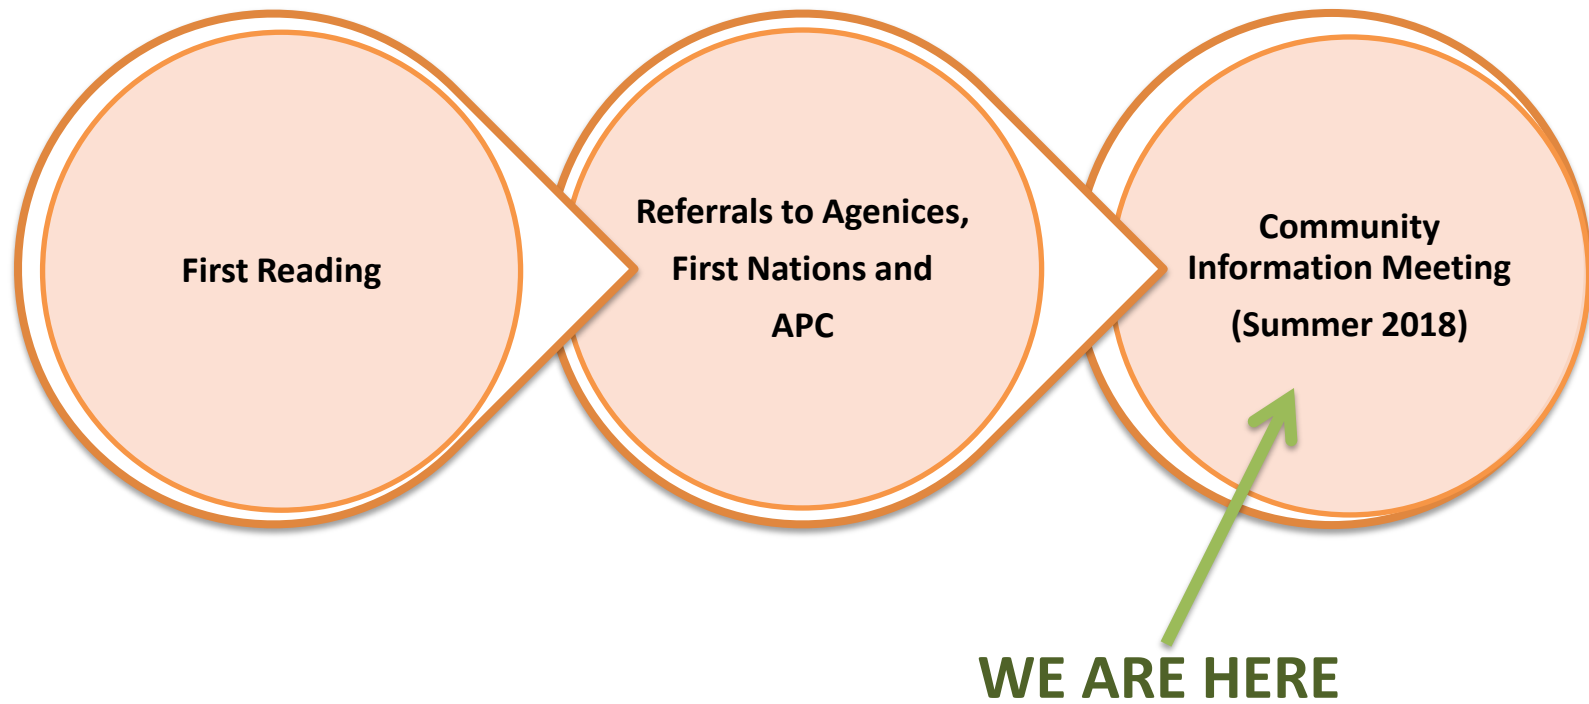 First Reading
Referrals to Agenices,
First Nations and
APC
Community
Information Meeting
(Summer 2018)
WE ARE HERE